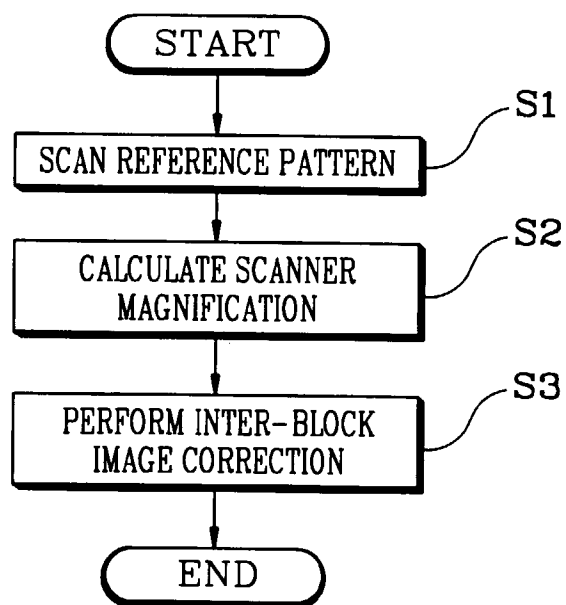 START
S1
SCAN REFERENCE PATTERN
S2
CALCULATE SCANNER
MAGNIFICATION
S3
PERFORM INTER-BLOCK
IMAGE CORRECTION
END